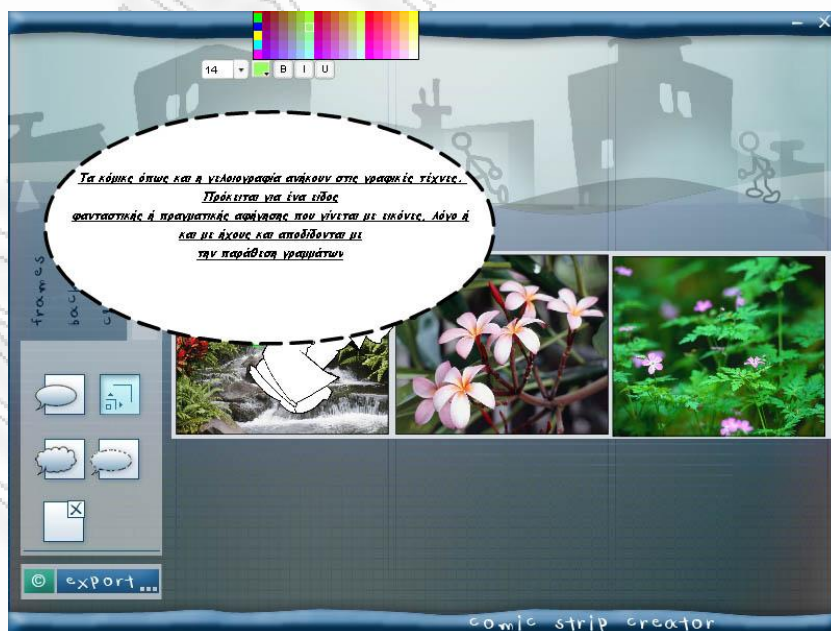 14
B I U
Τα κόμικς όπως και η γελοιογραφία ανήκουν στις γραφικές τέχνες.
Πρόκειται για ένα είδος
φανταστικής ή πραγματικής αφήγησης που γίνεται με εικόνες, λόγο ή
και με ήχους και αποδίδονται με
την παράθεση γραμμάτων
frames
© export...
comic strip creator